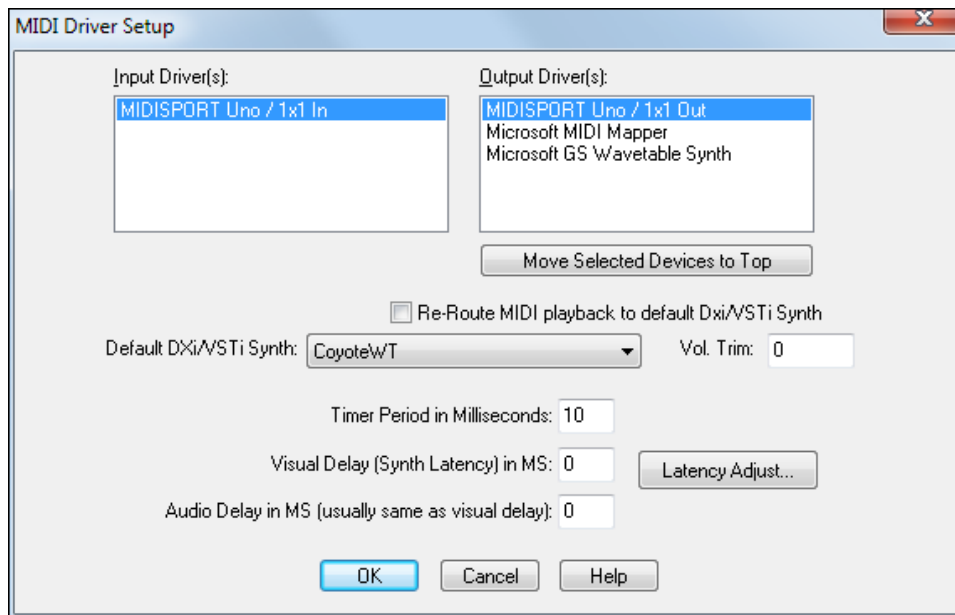 MIDI Driver Setup
Input Driver(s):
Output Driver(s):
MIDISPORT Uno / 1x1 In
MIDISPORT Uno / 1x1 Out
Microsoft MIDI Mapper
Microsoft GS Wavetable Synth
Move Selected Devices to Top
Re-Route MIDI playback to default Dxi/VSTi Synth
Default DXi/VSTi Synth: CoyoteWT Vol. Trim: 0
Timer Period in Milliseconds: 10
Visual Delay (Synth Latency) in MS: 0 Latency Adjust...
Audio Delay in MS (usually same as visual delay): 0
OK Cancel Help